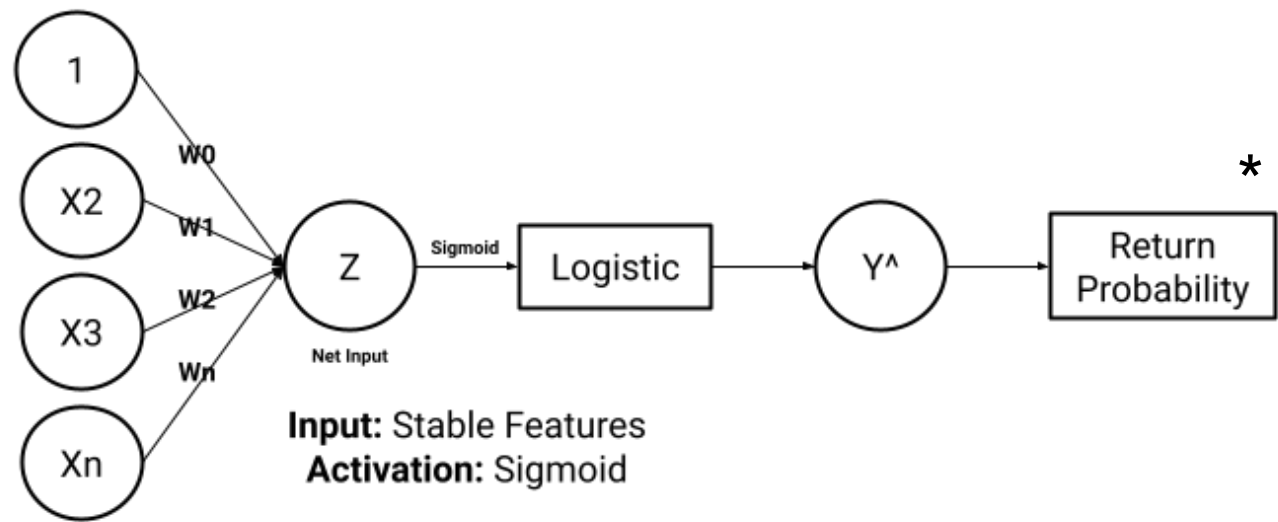 1
W0
X2
W1
X3
W2
Xn
Wn
Z
Net Input
Sigmoid
Logistic
Y^
*
Return
Probability
Input: Stable Features
Activation: Sigmoid